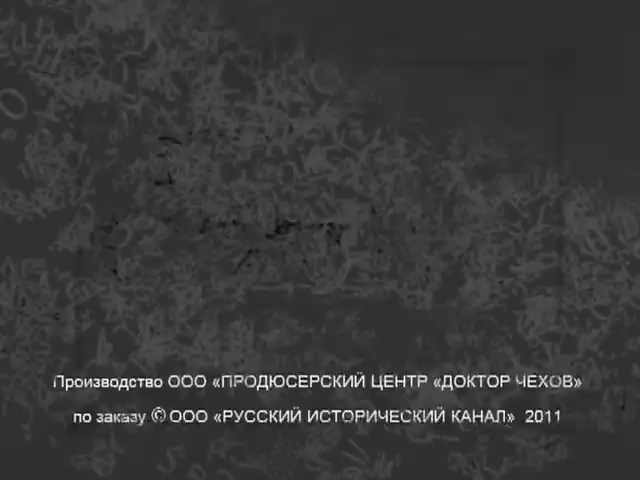 Производство ООО «ПРОДЮСЕРСКИЙ ЦЕНТР «ДОКТОР ЧЕХОВ»
по заказу © ООО «РУССКИЙ ИСТОРИЧЕСКИЙ КАНАЛ» 2011